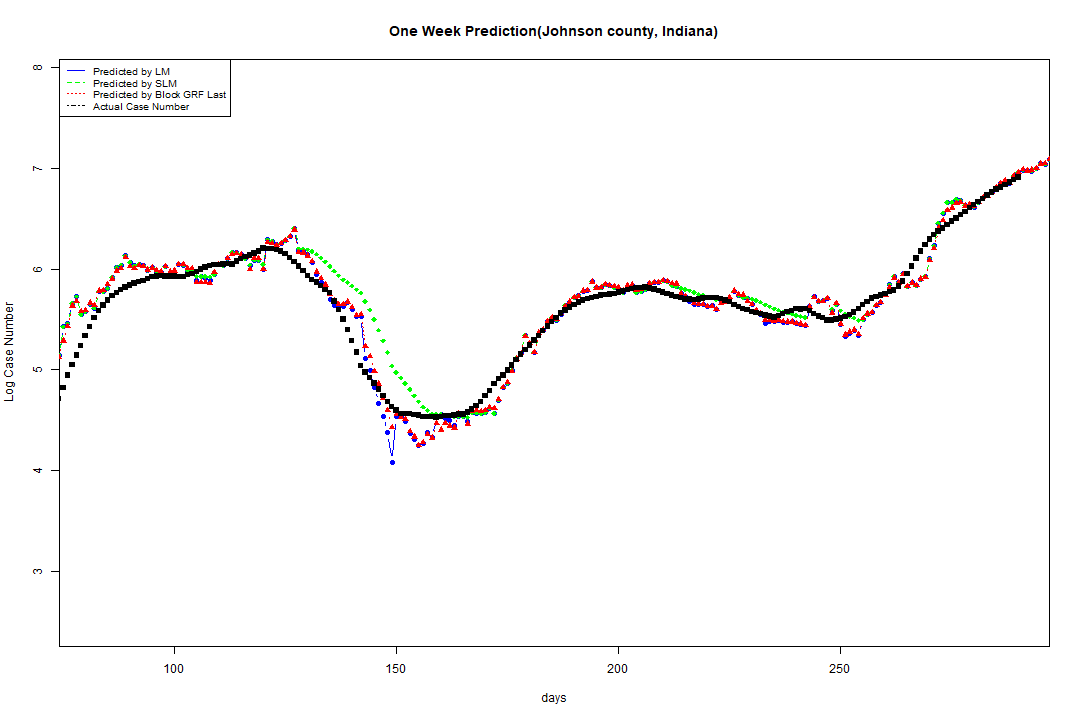 One Week Prediction(Johnson county, Indiana)
Predicted by LM
Predicted by SLM
Predicted by Block GRF Last
Actual Case Number
8
7
6
5
4
3
Log Case Number
100 150 200 250
days